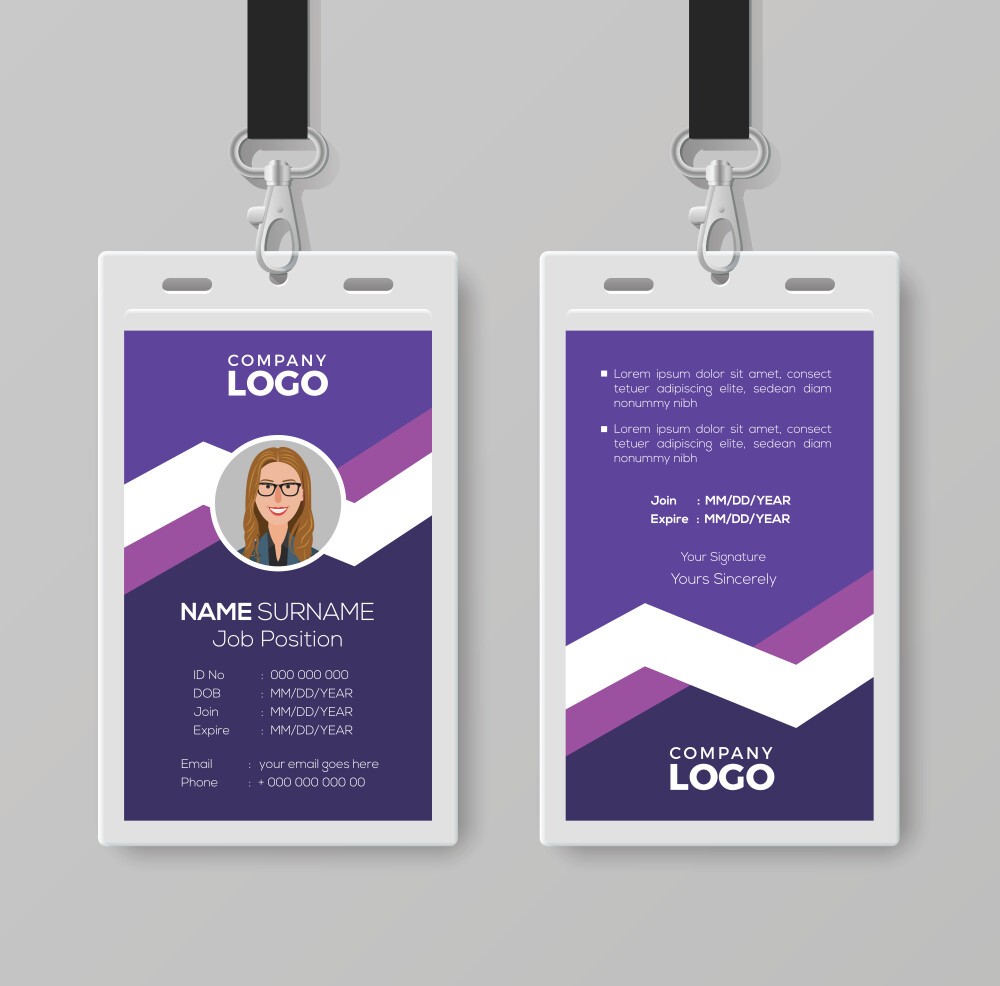 COMPANY
LOGO
NAME SURNAME
Job Position
ID No : 000 000 000
DOB : MM/DD/YEAR
Join : MM/DD/YEAR
Expire : MM/DD/YEAR
Email : your email goes here
Phone : + 000 000 000 00
Lorem ipsum dolor sit amet, consect
tetuer adipiscing elite, sedean diam
nonummy nibh
Lorem ipsum dolor sit amet, consect
tetuer adipiscing elite, sedean diam
nonummy nibh
Join : MM/DD/YEAR
Expire : MM/DD/YEAR
Your Signature
Yours Sincerely
COMPANY
LOGO